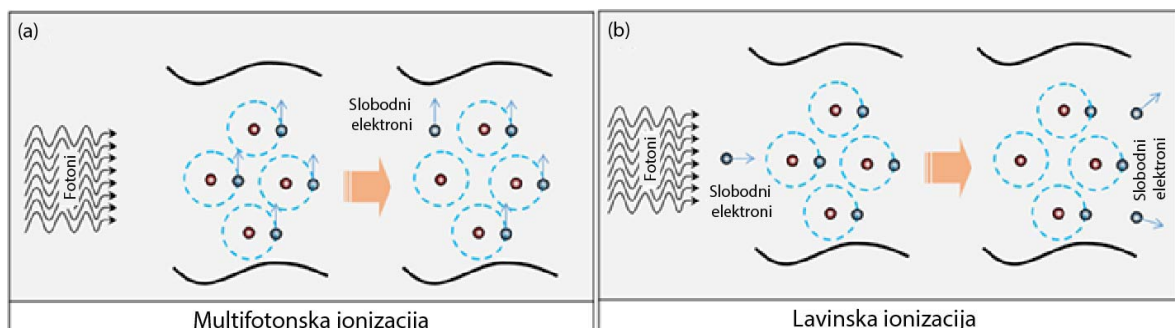 (a)
Fotoni
Slobodni
elektroni
Multifotonska ionizacija
(b)
Fotoni
Slobodni
elektroni
Slobodni
elektroni
Lavinska ionizacija